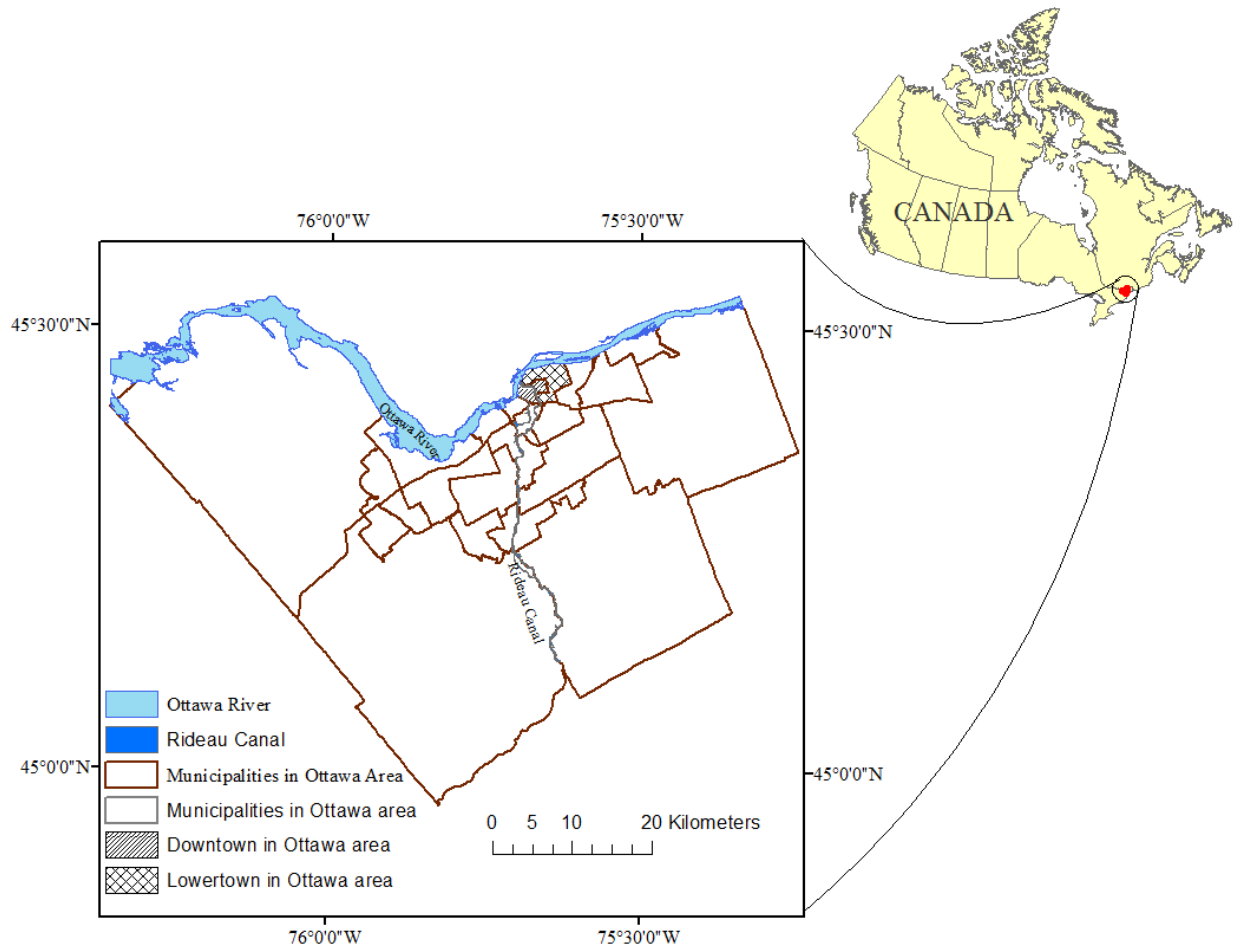 CANADA
76°0'0"W
75°30'0"W
45°30'0"N
45°30'0"N
Ottawa River
Rideau Canal
Ottawa River
Rideau Canal
Municipalities in Ottawa Area
Municipalities in Ottawa area
Downtown in Ottawa area
Lowertown in Ottawa area
45°0'0"N
45°0'0"N
0 5 10 20 Kilometers
76°0'0"W
75°30'0"W